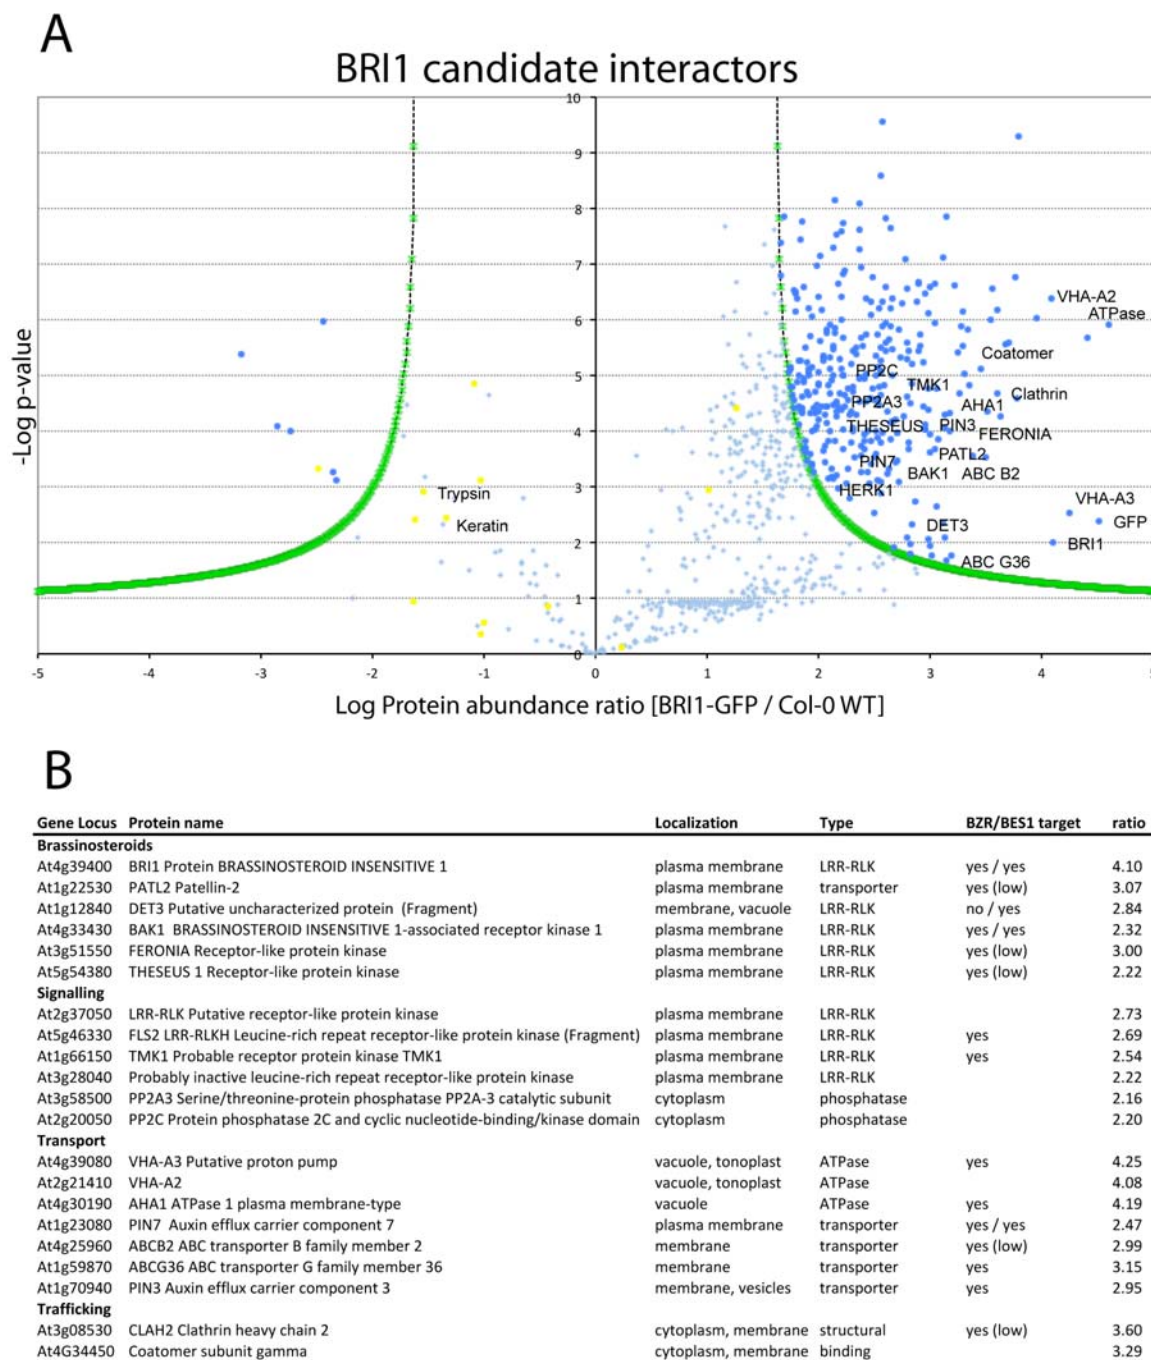 A
BRI1 candidate interactors
10
9
8
7
6
5
4
3
2
1
0
-Log p-value
VHA-A2
ATPase
Coatomer
PP2C
TMK1
Clathrin
PP2A3
AHA1
THESEUS
PIN3
FERONIA
PATL2
PIN7
BAK1
ABC B2
HERK1
Trypsin
Keratin
VHA-A3
GFP
DET3
BRI1
ABC G36
-5 -4 -3 -2 -1 0 1 2 3 4 5
Log Protein abundance ratio [BRI1-GFP / Col-0 WT]
B
Gene Locus Protein name Localization Type BZR/BES1 target ratio
Brassinosteroids
At4g39400 BRI1 Protein BRASSINOSTEROID INSENSITIVE 1 plasma membrane LRR-RLK yes / yes 4.10
At1g22530 PATL2 Patellin-2 plasma membrane transporter yes (low) 3.07
At1g12840 DET3 Putative uncharacterized protein (Fragment) membrane, vacuole LRR-RLK no / yes 2.84
At4g33430 BAK1 BRASSINOSTEROID INSENSITIVE 1-associated receptor kinase 1 plasma membrane LRR-RLK yes / yes 2.32
At3g51550 FERONIA Receptor-like protein kinase plasma membrane LRR-RLK yes (low) 3.00
At5g54380 THESEUS 1 Receptor-like protein kinase plasma membrane LRR-RLK yes (low) 2.22
Signalling
At2g37050 LRR-RLK Putative receptor-like protein kinase plasma membrane LRR-RLK 2.73
At5g46330 FLS2 LRR-RLKH Leucine-rich repeat receptor-like protein kinase (Fragment) plasma membrane LRR-RLK yes 2.69
At1g66150 TMK1 Probable receptor protein kinase TMK1 plasma membrane LRR-RLK yes 2.54
At3g28040 Probably inactive leucine-rich repeat receptor-like protein kinase plasma membrane LRR-RLK 2.22
At3g58500 PP2A3 Serine/threonine-protein phosphatase PP2A-3 catalytic subunit cytoplasm phosphatase 2.16
At2g20050 PP2C Protein phosphatase 2C and cyclic nucleotide-binding/kinase domain cytoplasm phosphatase 2.20
Transport
At4g39080 VHA-A3 Putative proton pump vacuole, tonoplast ATPase yes 4.25
At2g21410 VHA-A2 vacuole, tonoplast ATPase 4.08
At4g30190 AHA1 ATPase 1 plasma membrane-type vacuole ATPase yes 4.19
At1g23080 PIN7 Auxin efflux carrier component 7 plasma membrane transporter yes / yes 2.47
At4g25960 ABCB2 ABC transporter B family member 2 membrane transporter yes (low) 2.99
At1g59870 ABCG36 ABC transporter G family member 36 membrane transporter yes 3.15
At1g70940 PIN3 Auxin efflux carrier component 3 membrane, vesicles transporter yes 2.95
Trafficking
At3g08530 CLAH2 Clathrin heavy chain 2 cytoplasm, membrane structural yes (low) 3.60
At4G34450 Coatomer subunit gamma cytoplasm, membrane binding 3.29